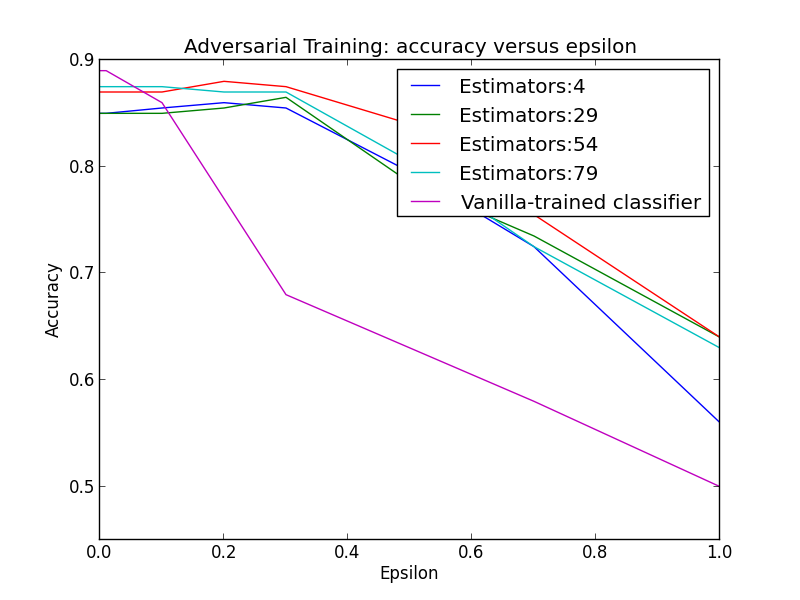 Adversarial Training: accuracy versus epsilon
0.9
0.8
0.7
0.6
0.5
Accuracy
Estimators:4
Estimators:29
Estimators:54
Estimators:79
Vanilla-trained classifier
0.0 0.2 0.4 0.6 0.8 1.0
Epsilon